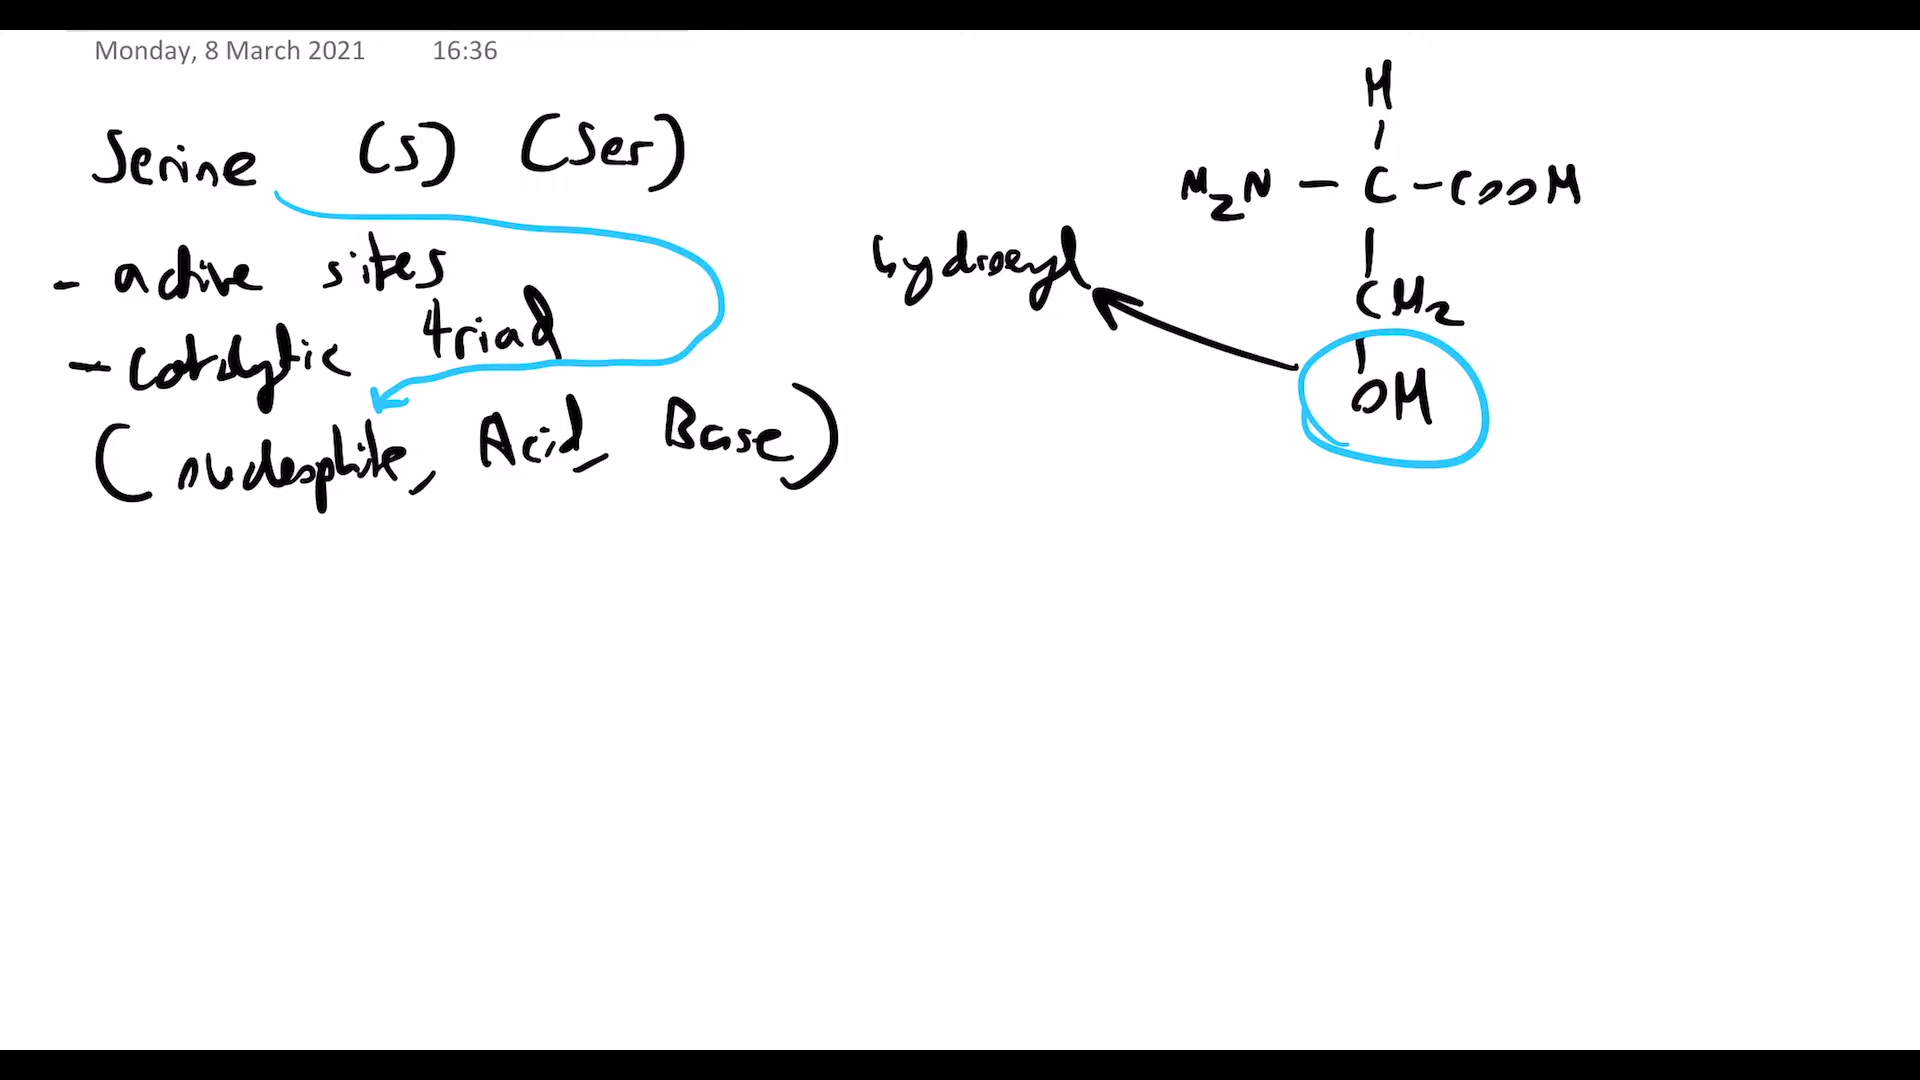 Monday, 8 March 2021 16:36
Serine (S) (Ser)
- active sites
- catalytic triad
(nucleophile, Acid, Base)
H
H2N - C - COOH
hydroxyl
CH2
OH